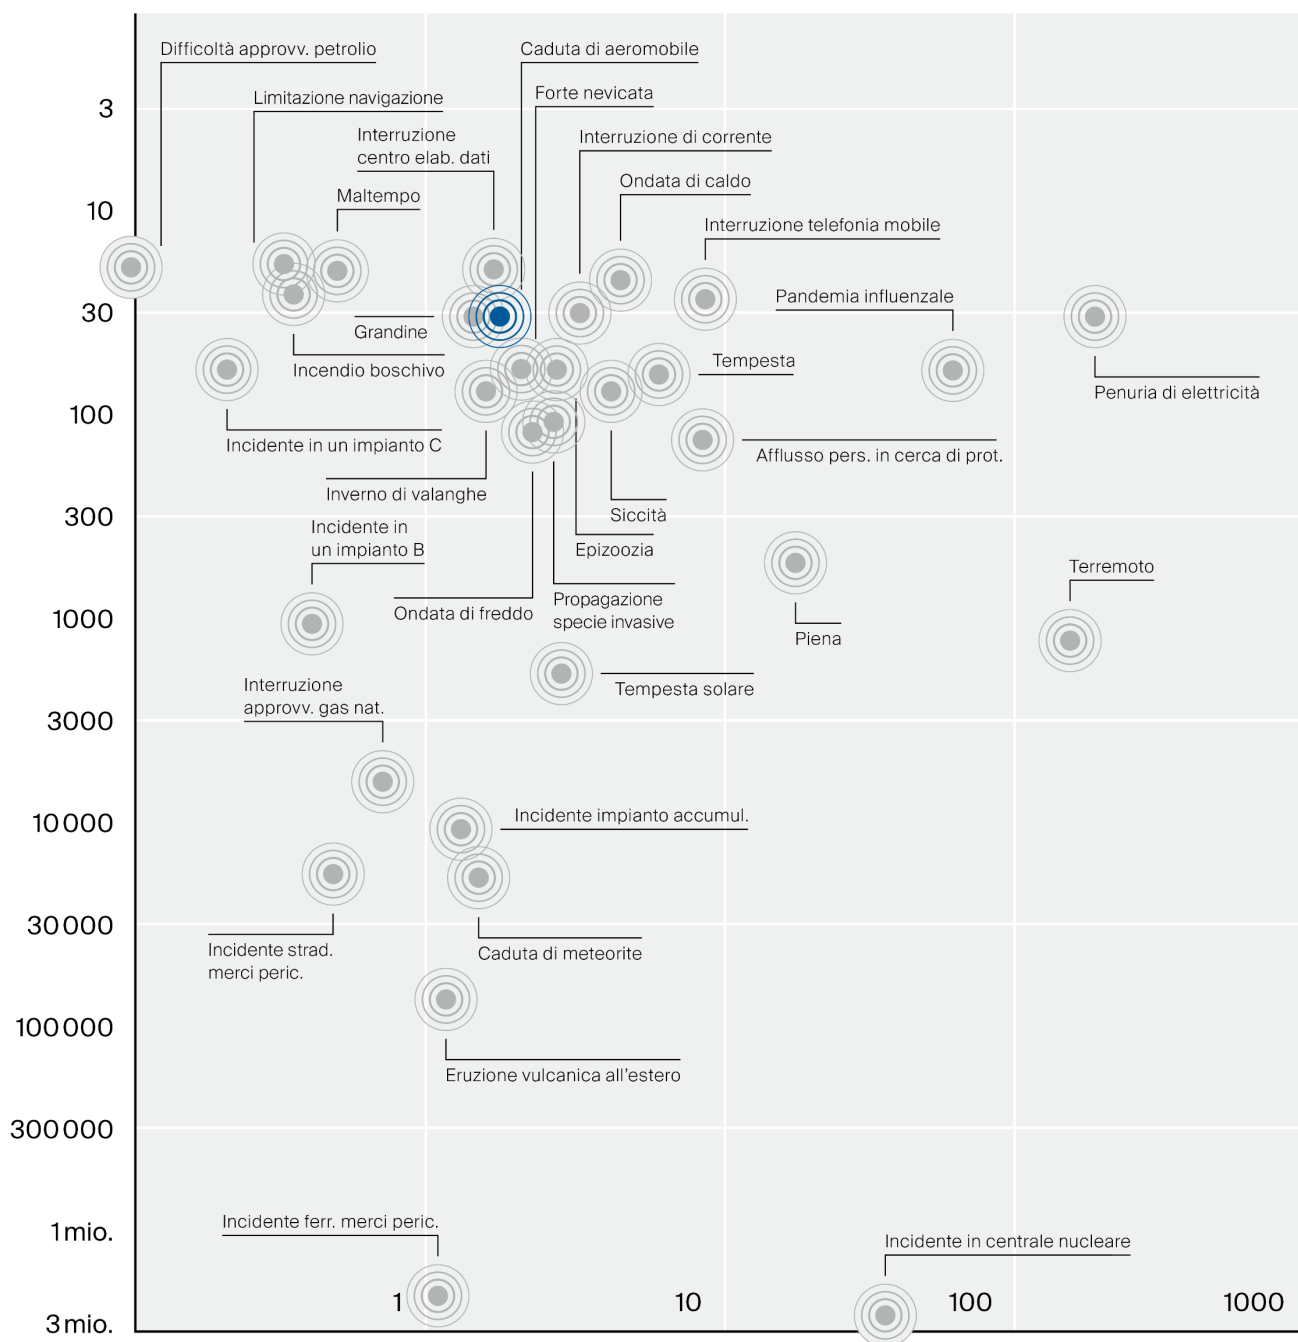 Difficoltà approvv. petrolio
Caduta di aeromobile
Limitazione navigazione
Forte nevicata
3
Interruzione
centro elab. dati
Interruzione di corrente
Ondata di caldo
Maltempo
10
Interruzione telefonia mobile
Pandemia influenzale
30
Grandine
Incendio boschivo
Tempesta
Penuria di elettricità
100
Incidente in un impianto C
Afflusso pers. in cerca di prot.
Inverno di valanghe
Siccità
300
Incidente in
un impianto B
Epizoozia
Terremoto
Ondata di freddo
Propagazione
specie invasive
1000
Piena
Interruzione
approvv. gas nat.
Tempesta solare
3000
10 000
Incidente impianto accumul.
30 000
Incidente strad.
merci peric.
Caduta di meteorite
100 000
Eruzione vulcanica all'estero
300 000
Incidente ferr. merci peric.
1 mio.
Incidente in centrale nucleare
1
10
100
1000
3 mio.